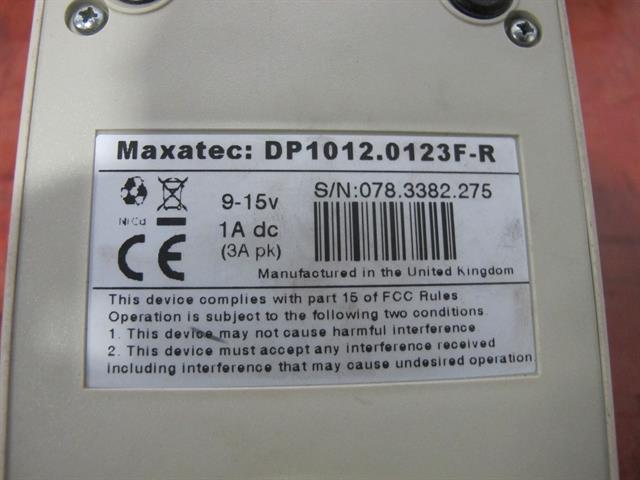 Maxatec: DP1012.0123F-R
S/N:078.3382.275
9-15v
NiCd
1A dc
(3A pk)
CE
Manufactured in the United Kingdom
This device complies with part 15 of FCC Rules
Operation is subject to the following two conditions.
1. This device may not cause harmful interference.
2. This device must accept any interference received
including interference that may cause undesired operation